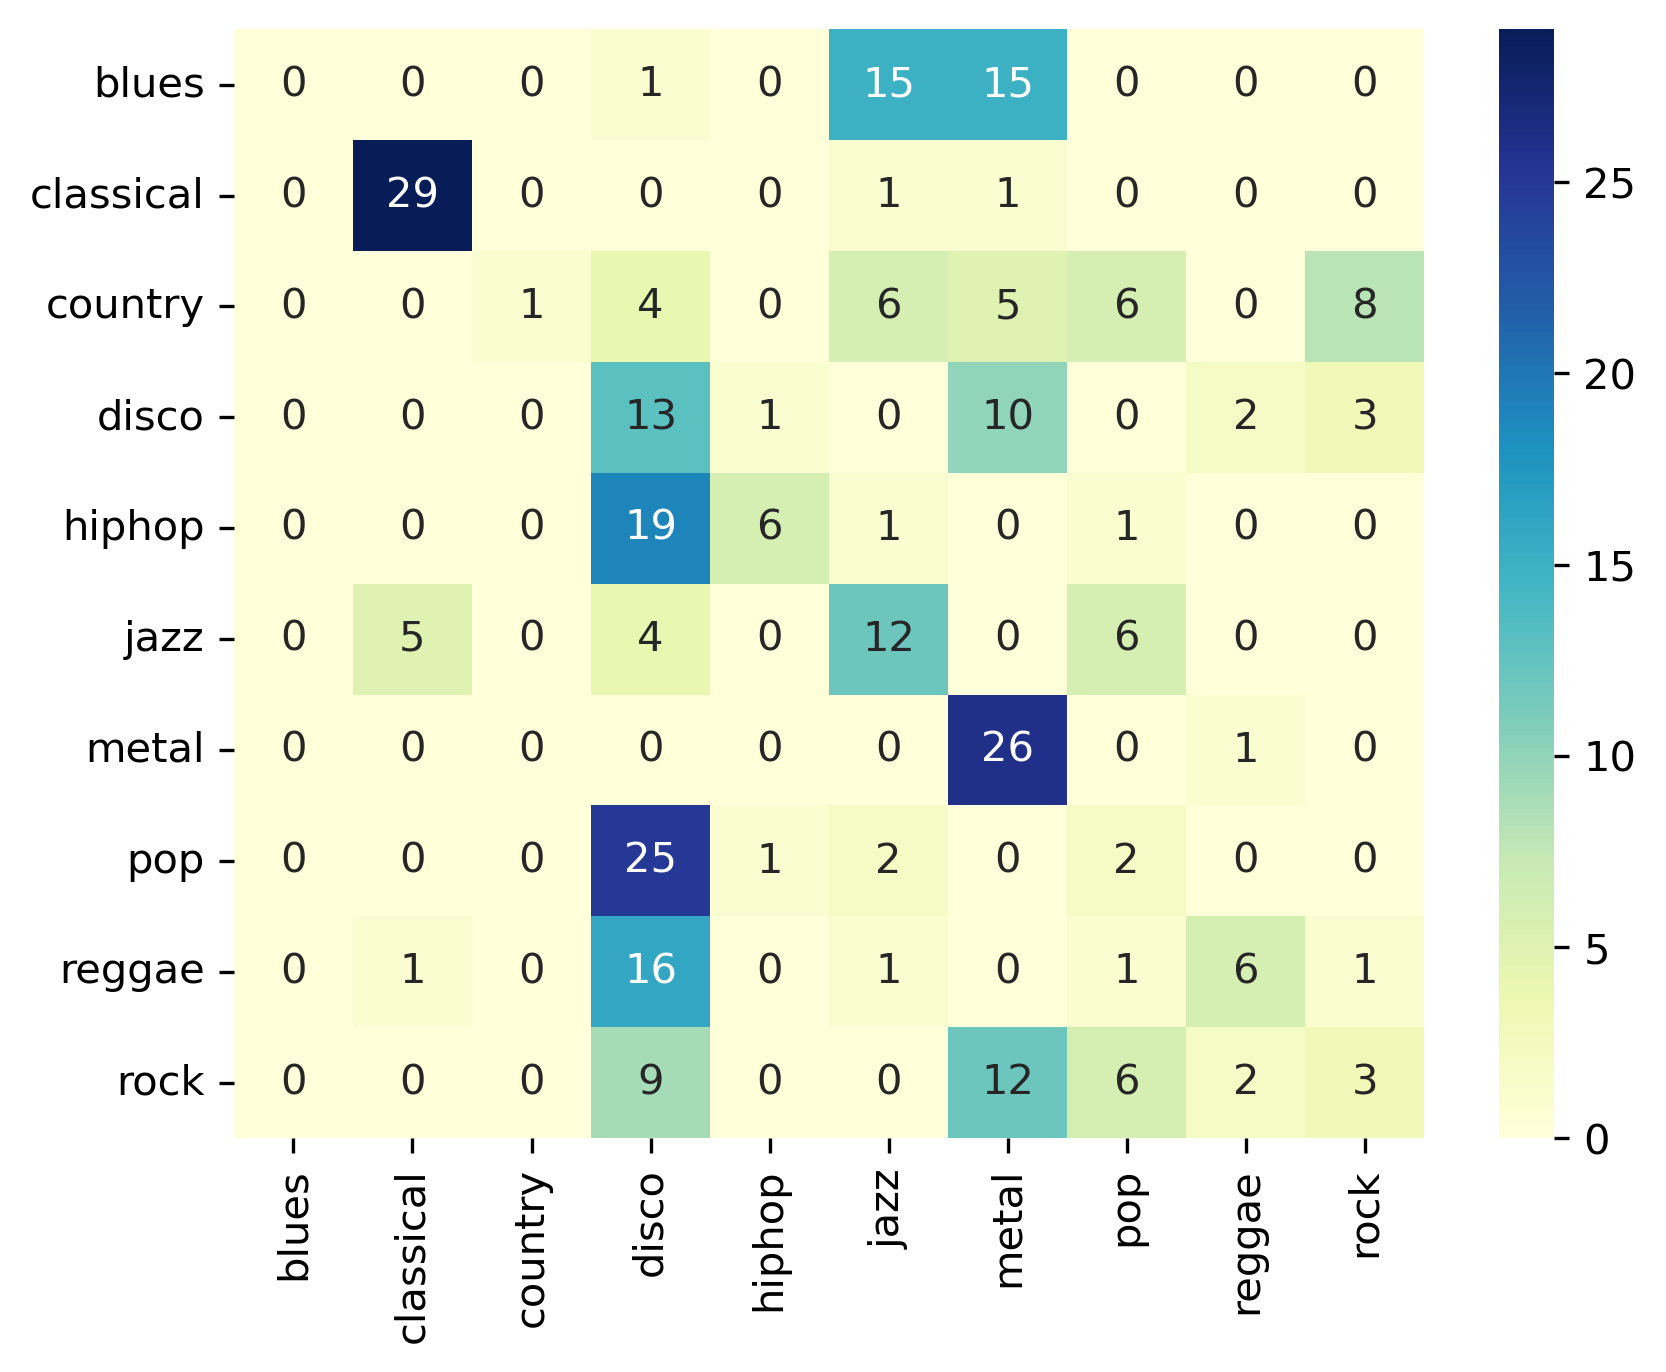 blues 0 0 0 1 0 15 15 0 0 0
classical 0 29 0 0 0 1 1 0 0 0
country 0 0 1 4 0 6 5 6 0 8
disco 0 0 0 13 1 0 10 0 2 3
hiphop 0 0 0 19 6 1 0 1 0 0
jazz 0 5 0 4 0 12 0 6 0 0
metal 0 0 0 0 0 0 26 0 1 0
pop 0 0 0 25 1 2 0 2 0 0
reggae 0 1 0 16 0 1 0 1 6 1
rock 0 0 0 9 0 0 12 6 2 3
blues classical country disco hiphop jazz metal pop reggae rock
25
20
15
10
5
0